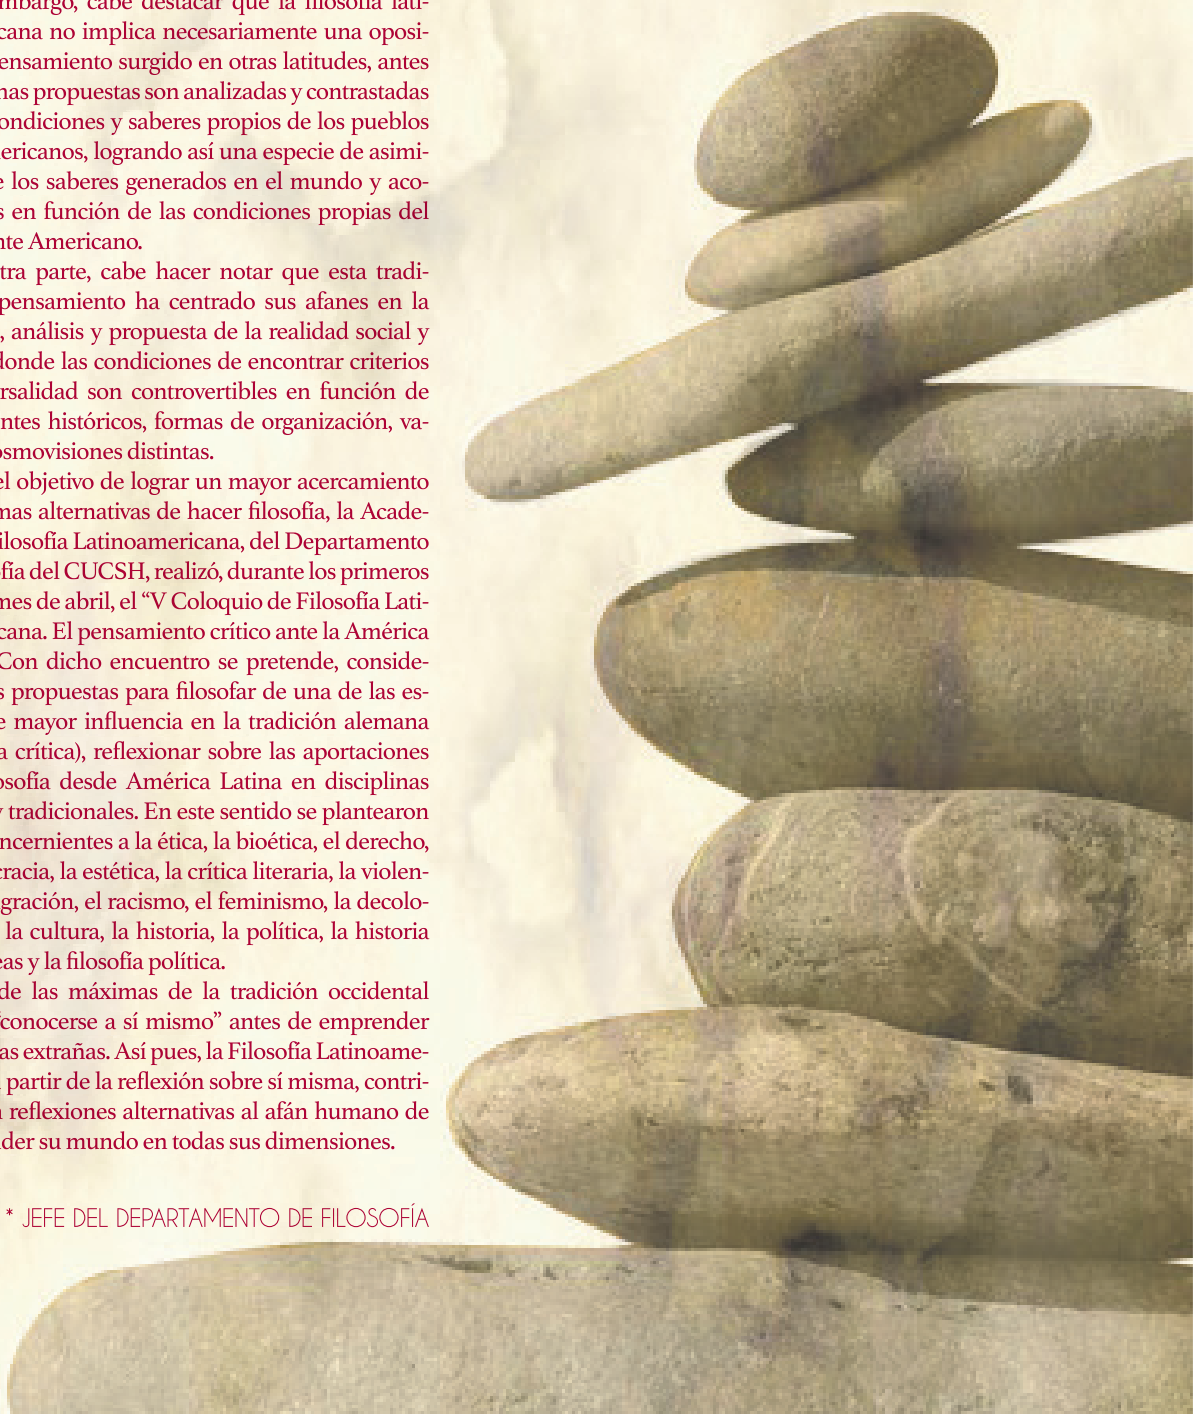 mbargo, cabe destacar que la filosofía lati-
cana no implica necesariamente una oposi-
ensamiento surgido en otras latitudes, antes
nas propuestas son analizadas y contrastadas
ondiciones y saberes propios de los pueblos
ericanos, logrando así una especie de asimi-
e los saberes generados en el mundo y aco-
s en función de las condiciones propias del
nte Americano.
tra parte, cabe hacer notar que esta tradi-
pensamiento ha centrado sus afanes en la
, análisis y propuesta de la realidad social y
donde las condiciones de encontrar criterios
rsalidad son controvertibles en función de
ntes históricos, formas de organización, va-
osmovisiones distintas.
el objetivo de lograr un mayor acercamiento
mas alternativas de hacer filosofía, la Acade-
ilosofía Latinoamericana, del Departamento
fía del CUCSH, realizó, durante los primeros
mes de abril, el “V Coloquio de Filosofía Lati-
cana. El pensamiento crítico ante la América
Con dicho encuentro se pretende, conside-
s propuestas para filosofar de una de las es-
e mayor influencia en la tradición alemana
a crítica), reflexionar sobre las aportaciones
osofía desde América Latina en disciplinas
y tradicionales. En este sentido se plantearon
ncernientes a la ética, la bioética, el derecho,
cracia, la estética, la crítica literaria, la violen-
gración, el racismo, el feminismo, la decolo-
la cultura, la historia, la política, la historia
eas y la filosofía política.
de las máximas de la tradición occidental
“conocerse a sí mismo” antes de emprender
as extrañas. Así pues, la Filosofía Latinoame-
partir de la reflexión sobre sí misma, contri-
n reflexiones alternativas al afán humano de
der su mundo en todas sus dimensiones.
* JEFE DEL DEPARTAMENTO DE FILOSOFÍA